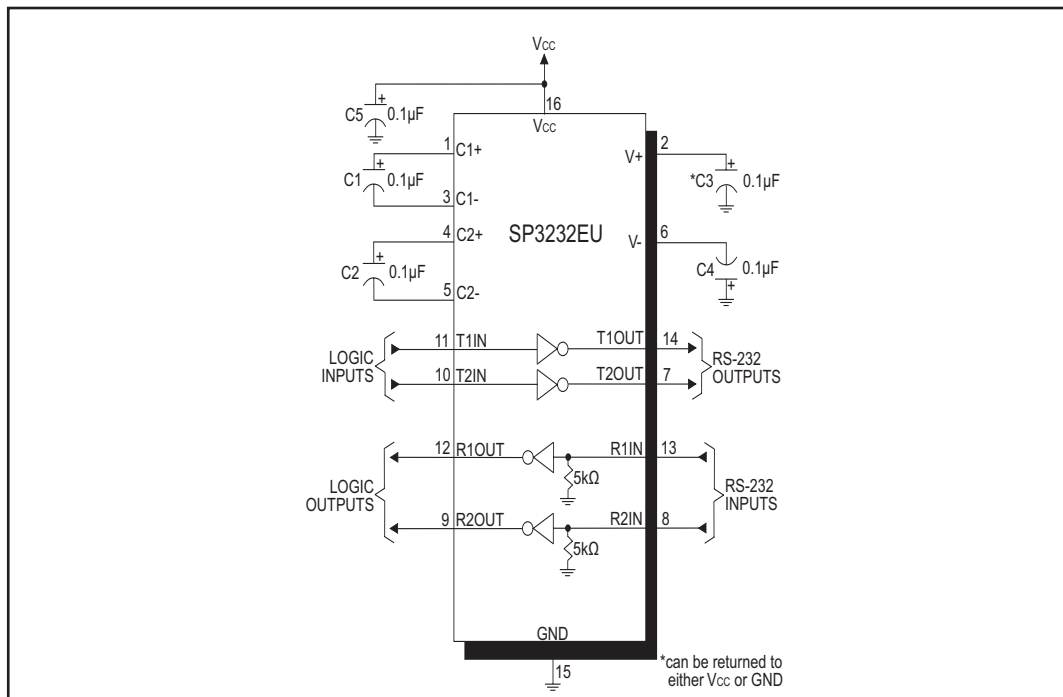 Vcc
+
C5 0.1µF
16
Vcc
1 C1+
+
C1 0.1µF
3 C1-
4 C2+
+
C2 0.1µF
5 C2-
V+ 2
+
*C3 0.1µF
SP3232EU
V- 6
C4 0.1µF
+
LOGIC
INPUTS
11 T1IN
T1OUT 14
10 T2IN
T2OUT 7
RS-232
OUTPUTS
LOGIC
OUTPUTS
12 R1OUT
R1IN 13
5kΩ
9 R2OUT
R2IN 8
5kΩ
RS-232
INPUTS
GND
15
*can be returned to
either Vcc or GND